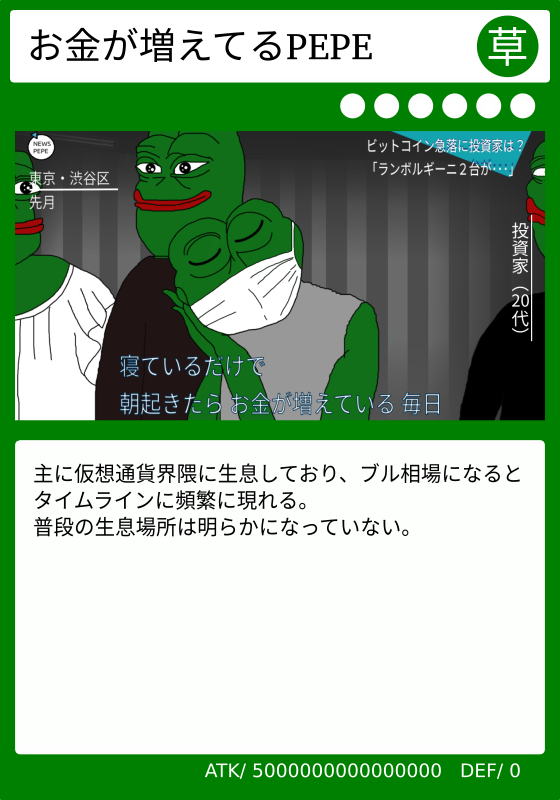 お金が増えてるPEPE
草
NEWS
PEPE
東京・渋谷区
先月
ビットコイン急落に投資家は？
「ランボルギーニ２台が･･･」
投資家（20代）
寝ているだけで
朝起きたら お金が増えている 毎日
主に仮想通貨界隈に生息しており、ブル相場になると
タイムラインに頻繁に現れる。
普段の生息場所は明らかになっていない。
ATK/ 5000000000000000 DEF/ 0